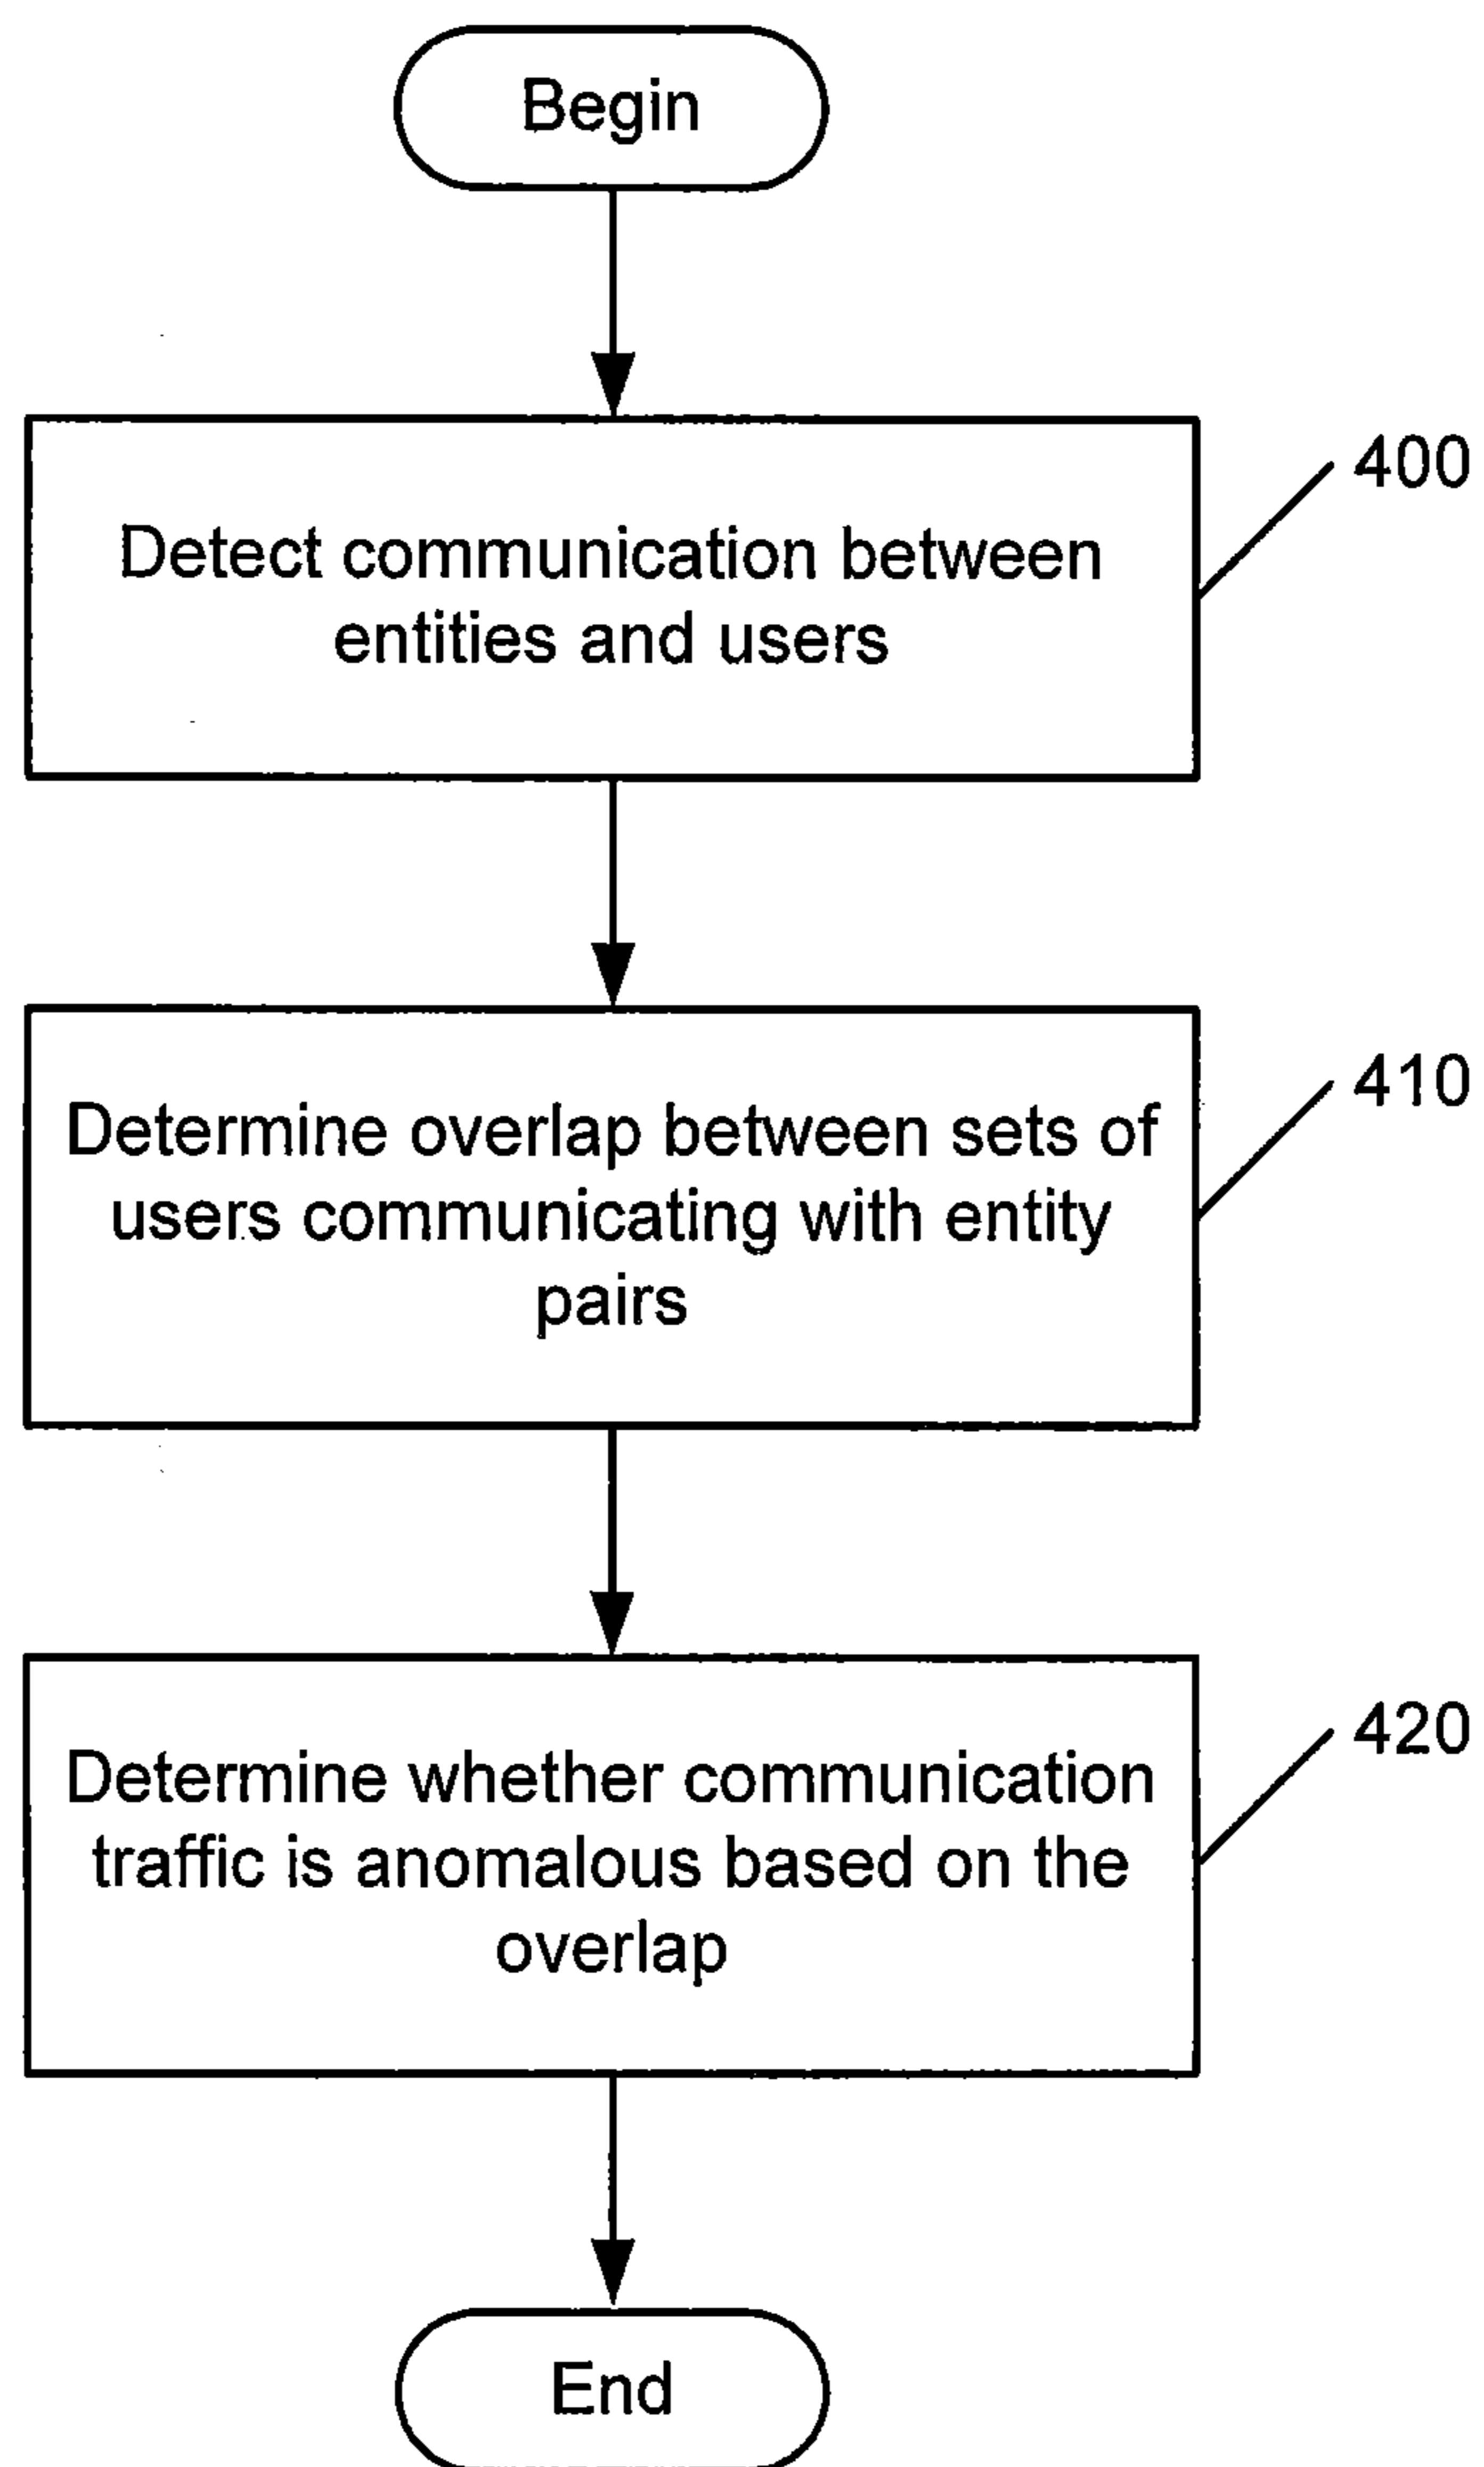 Begin
400
Detect communication between
entities and users
410
Determine overlap between sets of
users communicating with entity
pairs
420
Determine whether communication
traffic is anomalous based on the
overlap
End